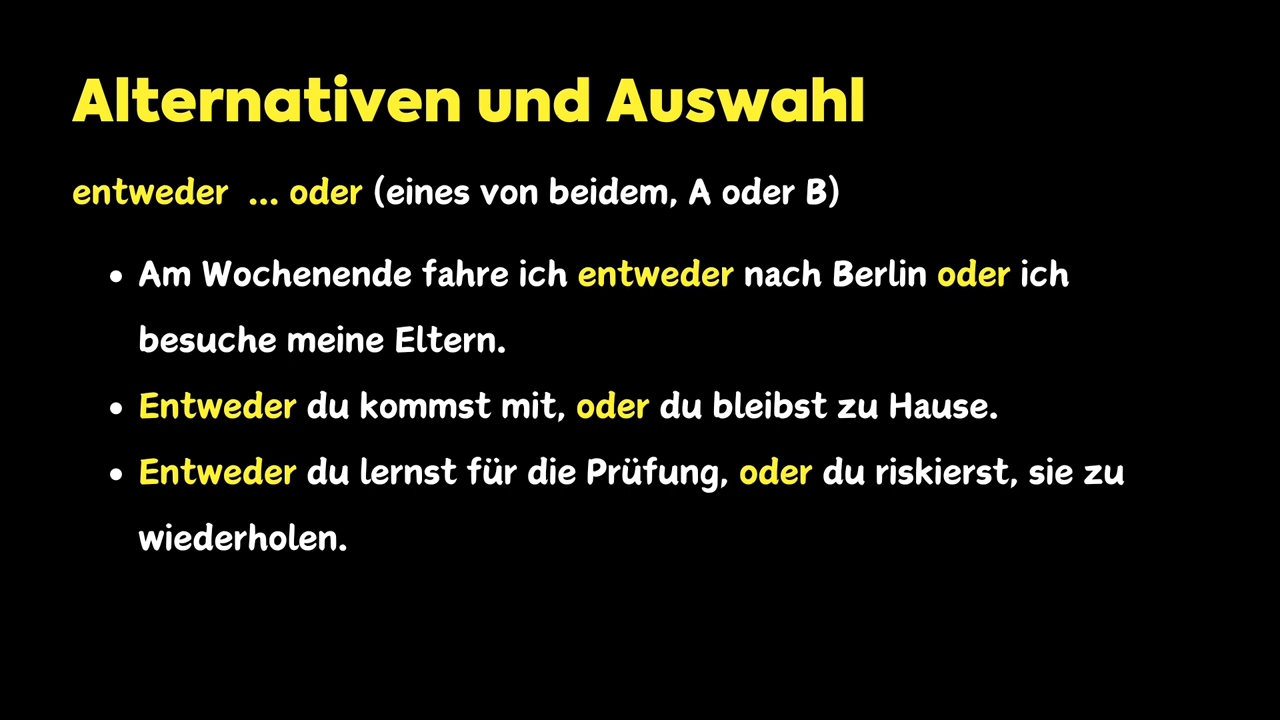 Alternativen und Auswahl
entweder ... oder (eines von beidem, A oder B)
• Am Wochenende fahre ich entweder nach Berlin oder ich
besuche meine Eltern.
• Entweder du kommst mit, oder du bleibst zu Hause.
• Entweder du lernst für die Prüfung, oder du riskierst, sie zu
wiederholen.